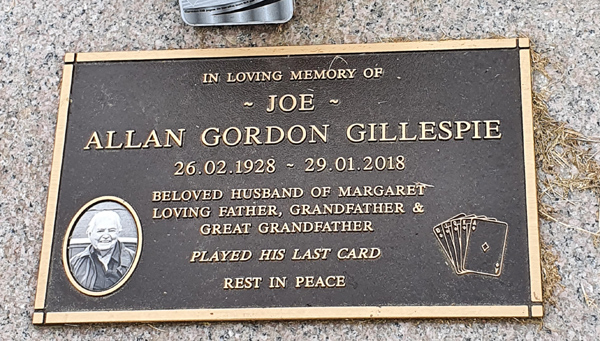 IN LOVING MEMORY OF
~ JOE ~
ALLAN GORDON GILLESPIE
26.02.1928 ~ 29.01.2018
BELOVED HUSBAND OF MARGARET
LOVING FATHER, GRANDFATHER &
GREAT GRANDFATHER
PLAYED HIS LAST CARD
REST IN PEACE